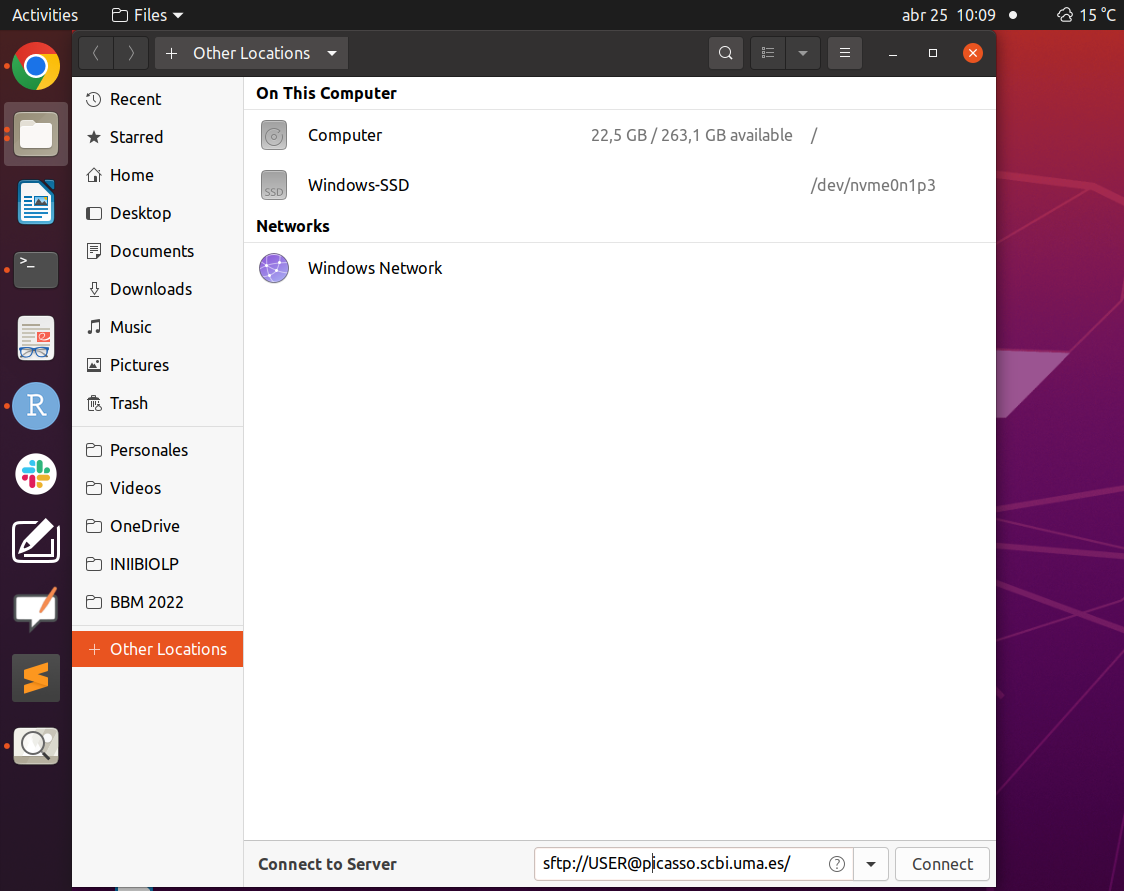 Activities Files abr 25 10:09 15 °C
Other Locations
Recent
Starred
Home
Desktop
Documents
Downloads
Music
Pictures
Trash
Personales
Videos
OneDrive
INIIBIOLP
BBM 2022
Other Locations
On This Computer
Computer 22,5 GB / 263,1 GB available /
SSD Windows-SSD /dev/nvme0n1p3
Networks
Windows Network
>_
R
Connect to Server sftp://USER@picasso.scbi.uma.es/ ? Connect